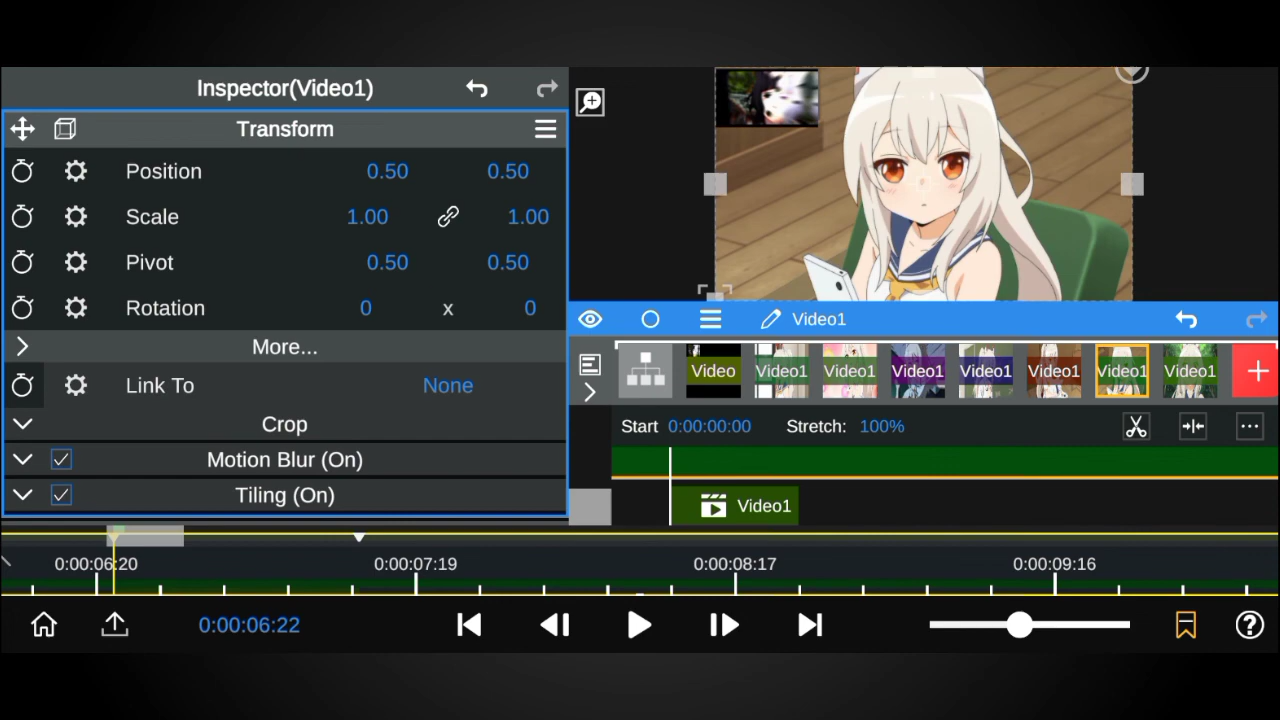 Inspector(Video1)
Transform
Position 0.50 0.50
Scale 1.00 1.00
Pivot 0.50 0.50
Rotation 0 x 0
More...
Link To None
Crop
Motion Blur (On)
Tiling (On)
Video1
Video Video1 Video1 Video1 Video1 Video1 Video1 Video1
Start 0:00:00:00 Stretch: 100%
Video1
0:00:06:20 0:00:07:19 0:00:08:17 0:00:09:16
0:00:06:22